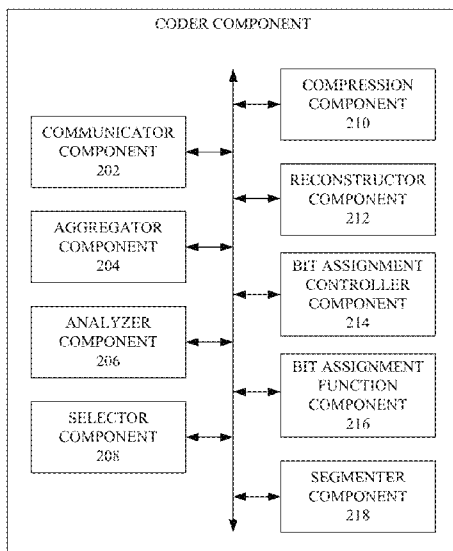 CODER COMPONENT
COMMUNICATOR
COMPONENT
202
AGGREGATOR
COMPONENT
204
ANALYZER
COMPONENT
206
SELECTOR
COMPONENT
208
COMPRESSION
COMPONENT
210
RECONSTRUCTOR
COMPONENT
212
BIT ASSIGNMENT
CONTROLLER
COMPONENT
214
BIT ASSIGNMENT
FUNCTION
COMPONENT
216
SEGMENTER
COMPONENT
218